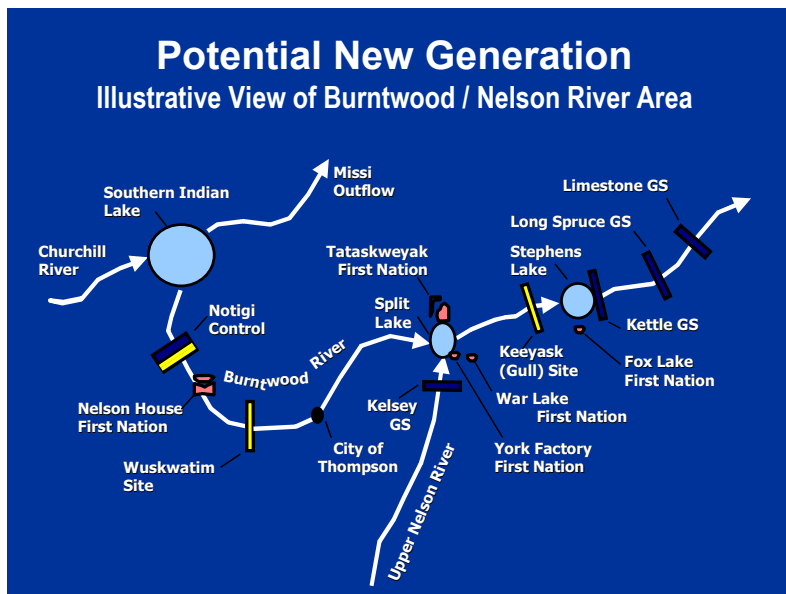 Potential New Generation
Illustrative View of Burntwood / Nelson River Area
Missi
Outflow
Southern Indian
Lake
Churchill
River
Notigi
Control
Burntwood River
Nelson House
First Nation
Wuskwatim
Site
City of
Thompson
Tataskweyak
First Nation
Split
Lake
Kelsey
GS
Upper Nelson River
York Factory
First Nation
War Lake
First Nation
Keeyask
(Gull) Site
Stephens
Lake
Limestone GS
Long Spruce GS
Kettle GS
Fox Lake
First Nation